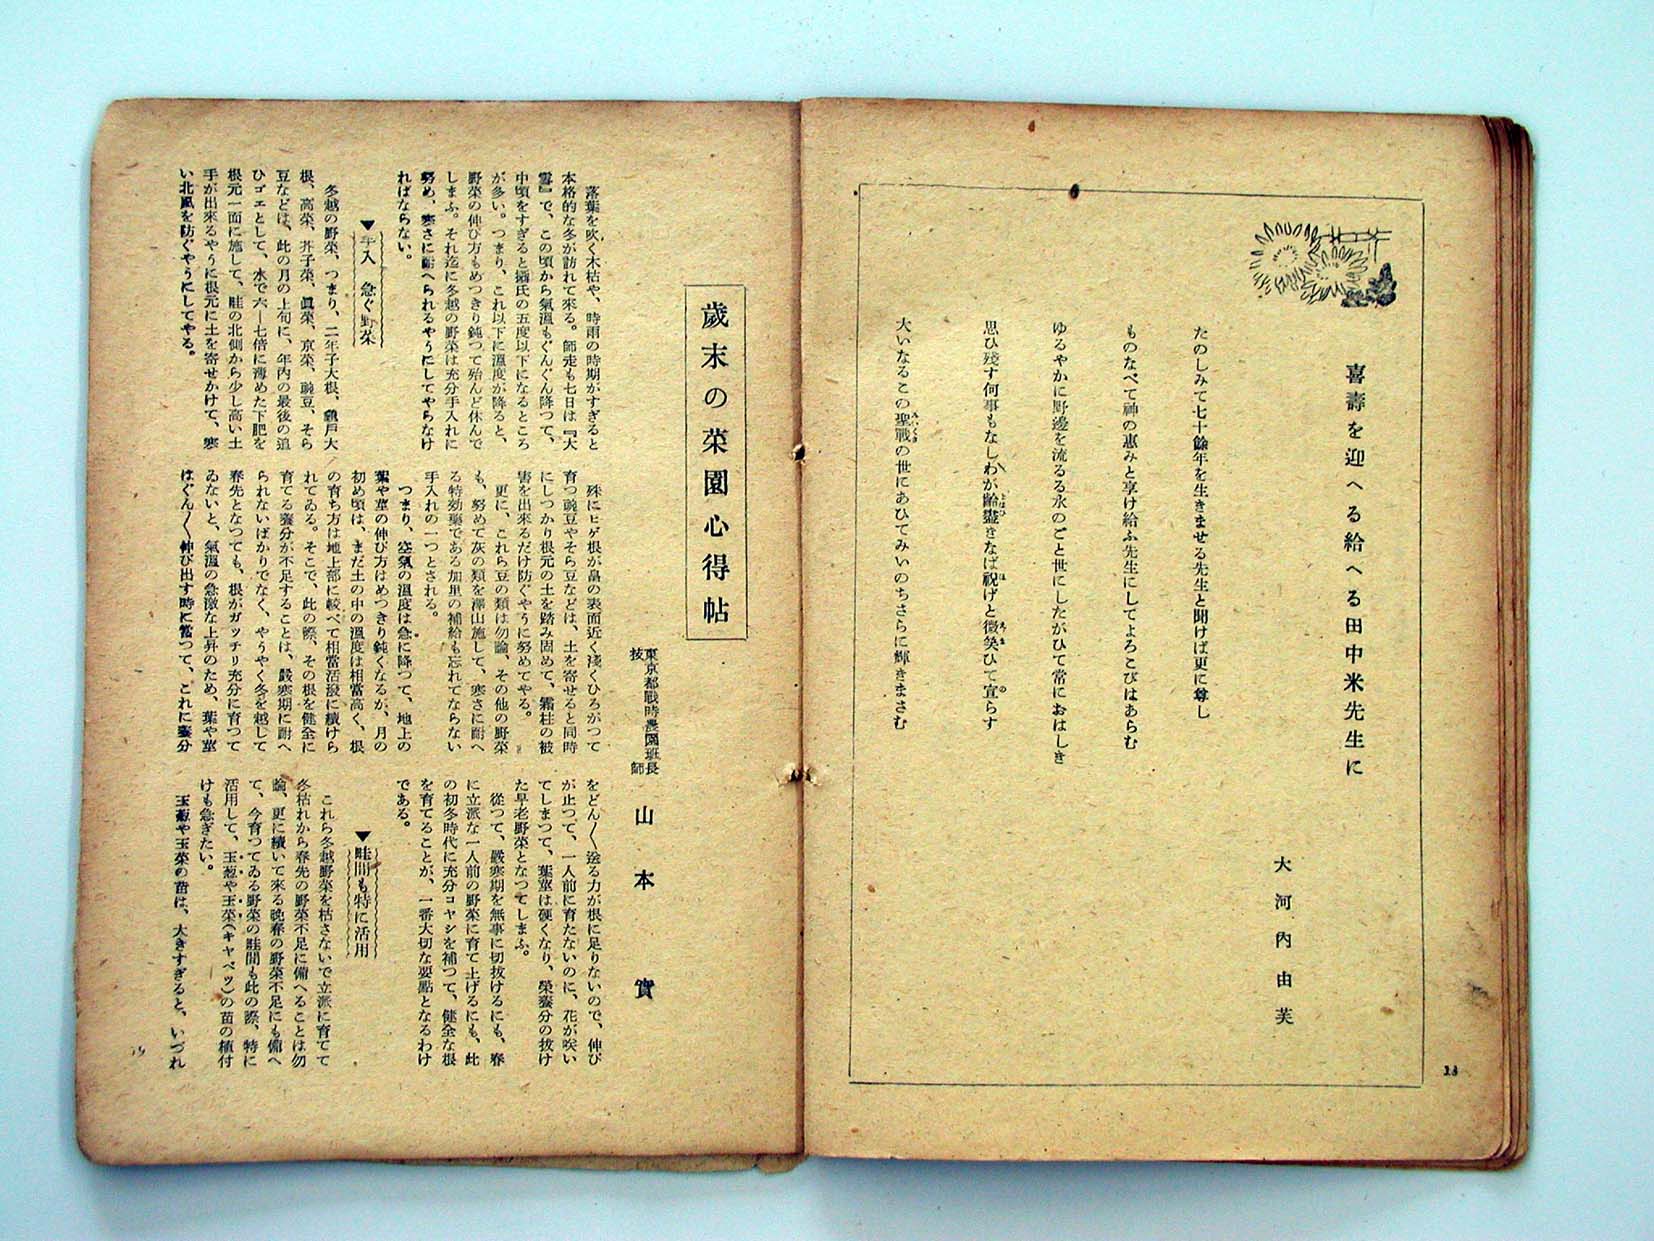 喜壽を迎へる給へる田中米先生に
大河内由芙
たのしみて七十餘年を生きませる先生と聞けば更に尊し
ものなべて神の惠みと享け給ふ先生にしてよろこびはあらむ
ゆるやかに野邊を流るる水のごと世にしたがひて常におはしき
思ひ殘す何事もなしわが齡盡きなば祝げと微笑ひて宣らす
大いなるこの聖戰の世にあひてみいのちさらに輝きまさむ
18
歲末の菜園心得帖
東京都戰時農園班長
技師
山本實
落葉を吹く木枯や、時雨の時期がすぎると
本格的な冬が訪れて來る。師走も七日は『大
雪』で、この頃から氣溫もぐんぐん降つて、
中頃をすぎると攝氏の五度以下になるところ
が多い。つまり、これ以下に溫度が降ると、
野菜の伸び方もめつきり鈍つて殆んど休んで
しまふ。それ迄に冬越の野菜は充分手入れに
努め、寒さに耐へられるやうにしてやらなけ
ればならない。
▼手入 急ぐ野菜
冬越の野菜、つまり、二年子大根、龜戶大
根、高菜、芥子菜、眞菜、京菜、豌豆、そら
豆などは、此の月の上旬に、年內の最後の追
ひゴエとして、水で六―七倍に薄めた下肥を
根元一面に施して、畦の北側から少し高い土
手が出來るやうに根元に土を寄せかけて、寒
い北風を防ぐやうにしてやる。
殊にヒゲ根が畠の表面近く淺くひろがつて
育つ豌豆やそら豆などは、土を寄せると同時
にしつかり根元の土を踏み固めて、霜柱の被
害を出來るだけ防ぐやうに努めてやる。
更に、これら豆の類は勿論、その他の野菜
も、努めて灰の類を澤山施して、寒さに耐へ
る特効藥である加里の補給も忘れてならない
手入れの一つとされる。
つまり、空氣の溫度は急に降つて、地上の
葉や莖の伸び方はめつきり鈍くなるが、月の
初め頃は、まだ土の中の溫度は相當高く、根
の育ち方は地上部に較べて相當活潑に續けら
れてゐる。そこで、此の際、その根を健全に
育てる養分が不足することは、嚴寒期に耐へ
られないばかりでなく、やうやく冬を越して
春先となつても、根がガッチリ充分に育つて
ゐないと、氣溫の急激な上昇のため、葉や莖
はぐん〱伸び出す時に當つて、これに養分
をどん〱送る力が根に足りないので、伸び
が止つて、一人前に育たないのに、花が咲い
てしまつて、葉莖は硬くなり、榮養分の拔け
た早老野菜となつてしまふ。
從つて、嚴寒期を無事に切拔けるにも、春
に立派な一人前の野菜に育て上げるにも、此
の初冬時代に充分コヤシを補つて、健全な根
を育てることが、一番大切な要點となるわけ
である。
▼畦間も特に活用
これら冬越野菜を枯さないで立派に育てて
冬枯れから春先の野菜不足に備へることは勿
論、更に續いて來る晩春の野菜不足にも備へ
て、今育つてゐる野菜の畦間も此の際、特に
活用して、玉葱や玉菜(キャベツ)の苗の植付
けも急ぎたい。
玉葱や玉菜の苗は、大きすぎると、いづれ
19